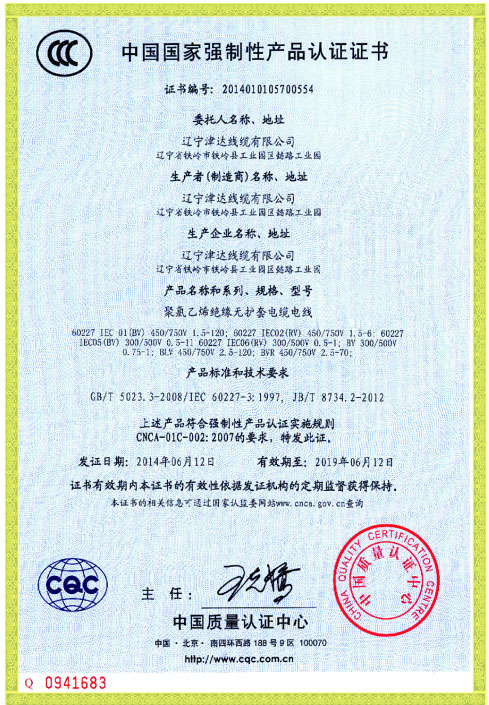 CCC
中国国家强制性产品认证证书
证书编号: 2014010105700554
委托人名称、地址
辽宁津达线缆有限公司
辽宁省铁岭市铁岭县工业园区懿路工业园
生产者(制造商)名称、地址
辽宁津达线缆有限公司
辽宁省铁岭市铁岭县工业园区懿路工业园
生产企业名称、地址
辽宁津达线缆有限公司
辽宁省铁岭市铁岭县工业园区懿路工业园
产品名称和系列、规格、型号
聚氯乙烯绝缘无护套电缆电线
60227 IEC 01(BV) 450/750V 1.5-120; 60227 IEC02(RV) 450/750V 1.5-6; 60227
IEC05(BV) 300/500V 0.5-1; 60227 IEC06(RV) 300/500V 0.5-1; BV 300/500V
0.75-1; BLV 450/750V 2.5-120; BVR 450/750V 2.5-70;
产品标准和技术要求
GB/T 5023.3-2008/IEC 60227-3:1997, JB/T 8734.2-2012
上述产品符合强制性产品认证实施规则
CNCA-01C-002:2007的要求，特发此证。
发证日期: 2014年06月12日 有效期至: 2019年06月12日
证书有效期内本证书的有效性依据发证机构的定期监督获得保持。
本证书的相关信息可通过国家认监委网站www.cnca.gov.cn查询
CQC
主任:
CHINA QUALITY CERTIFICATION CENTRE
中国质量认证中心
中国质量认证中心
中国·北京·南四环西路188号9区 100070
http://www.cqc.com.cn
Q 0941683